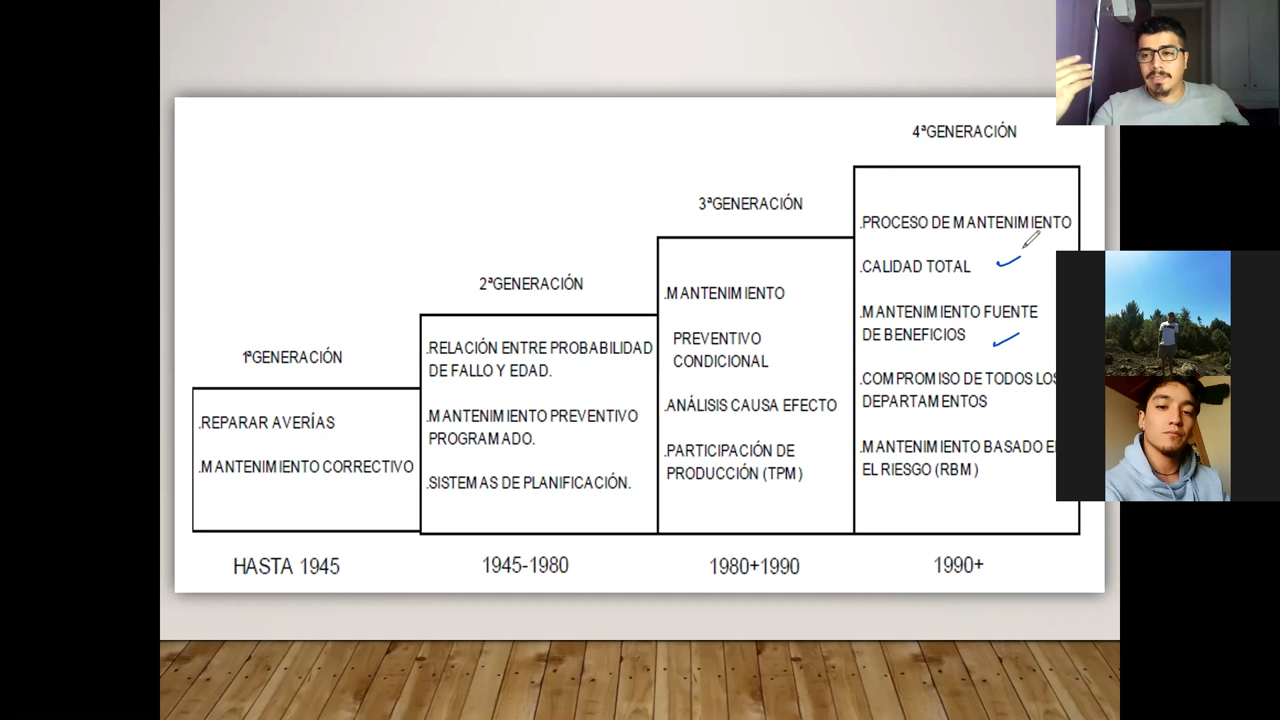 1ªGENERACIÓN
.REPARAR AVERÍAS
.MANTENIMIENTO CORRECTIVO
HASTA 1945
2ªGENERACIÓN
.RELACIÓN ENTRE PROBABILIDAD
DE FALLO Y EDAD.
.MANTENIMIENTO PREVENTIVO
PROGRAMADO.
.SISTEMAS DE PLANIFICACIÓN.
1945-1980
3ªGENERACIÓN
.MANTENIMIENTO
PREVENTIVO
CONDICIONAL
.ANÁLISIS CAUSA EFECTO
.PARTICIPACIÓN DE
PRODUCCIÓN (TPM)
1980+1990
4ªGENERACIÓN
.PROCESO DE MANTENIMIENTO
.CALIDAD TOTAL
.MANTENIMIENTO FUENTE
DE BENEFICIOS
.COMPROMISO DE TODOS LOS
DEPARTAMENTOS
.MANTENIMIENTO BASADO
EL RIESGO (RBM)
1990+